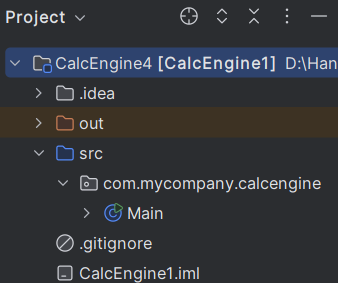 Project
CalcEngine4 [CalcEngine1] D:\Han
.idea
out
src
com.mycompany.calcengine
Main
.gitignore
CalcEngine1.iml